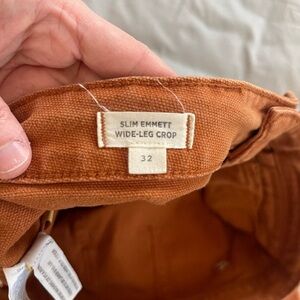 SLIM EMMETT
WIDE-LEG CROP
32